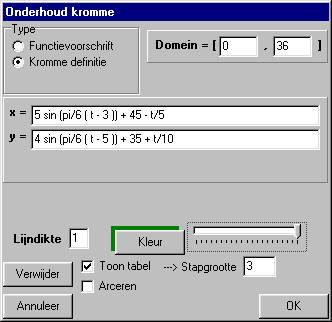 Onderhoud kromme
Type
Functievoorschrift
Kromme definitie
Domein = [ 0 , 36 ]
x = 5 sin (pi/6 ( t - 3 )) + 45 - t/5
y = 4 sin (pi/6 ( t - 5 )) + 35 + t/10
Lijndikte 1 Kleur
Verwijder Toon tabel ---> Stapgrootte 3
Arceren
Annuleer OK